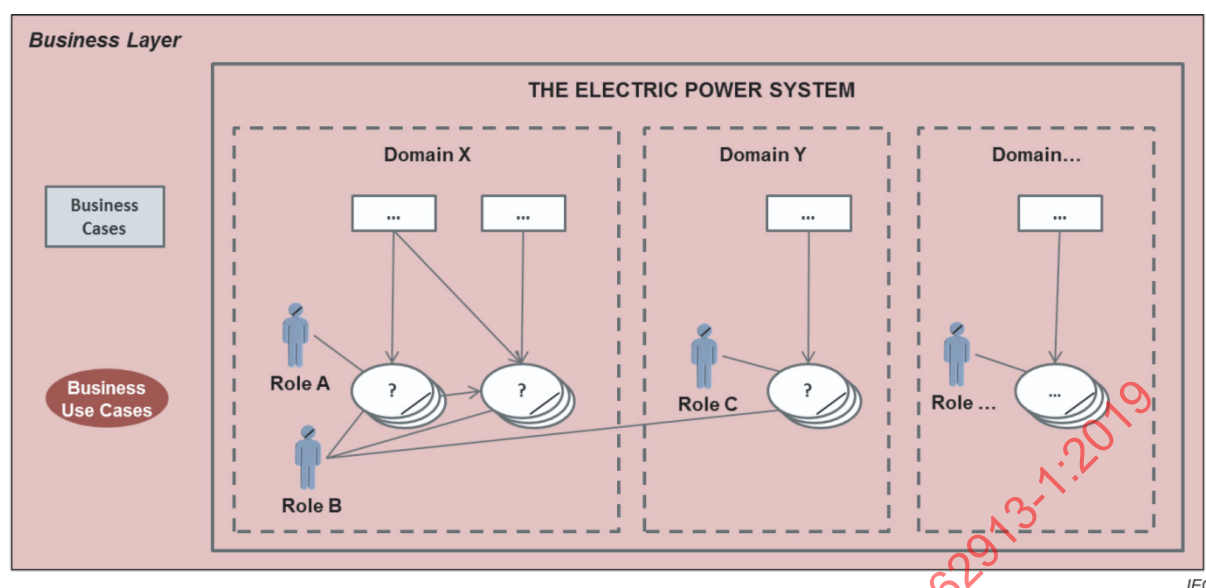 Business Layer
THE ELECTRIC POWER SYSTEM
Domain X
Domain Y
Domain...
Business
Cases
...
...
...
...
Role A
Role B
Role C
Role ...
Business
Use Cases
?
?
?
...
62913-1:2019